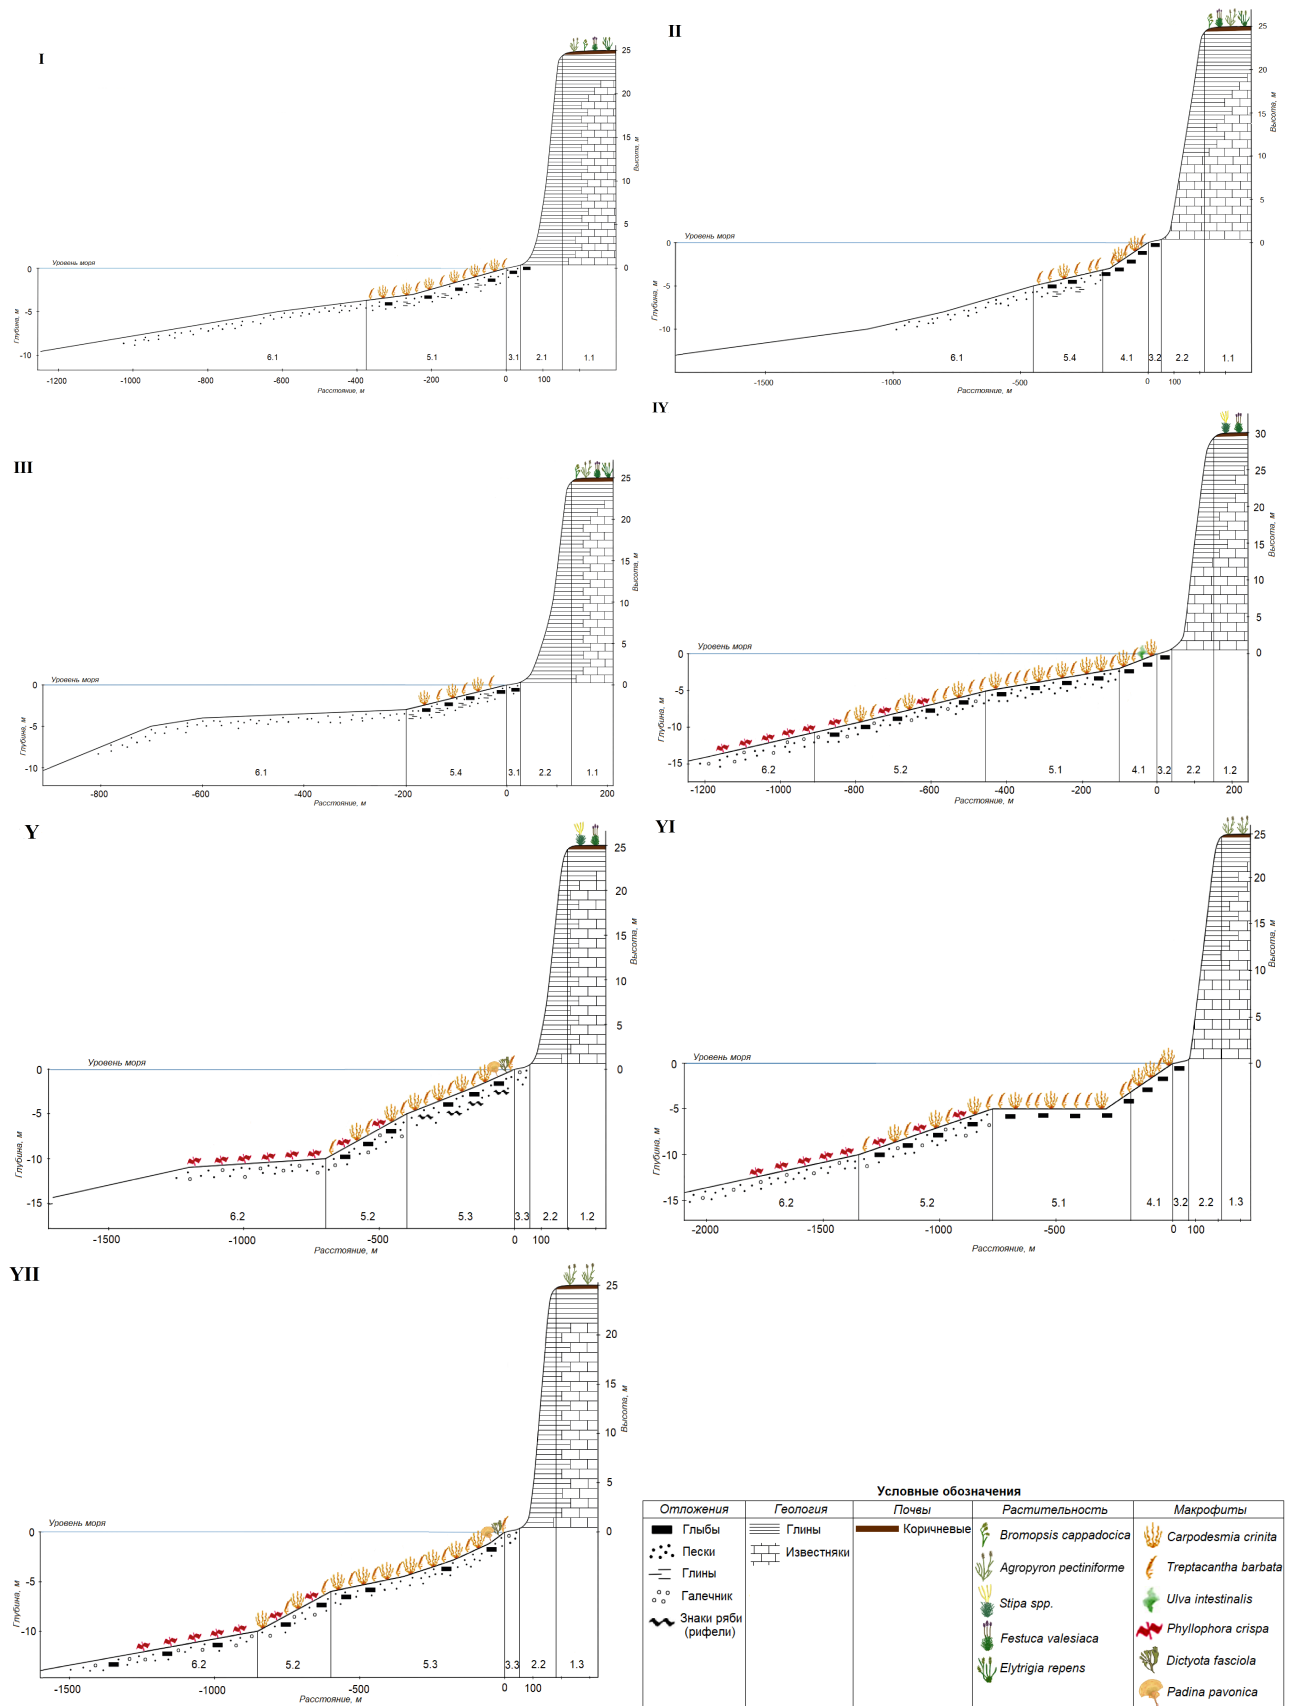 I
Уровень моря
0
-5
-10
Глубина, м
25
20
15
10
5
0
Высота, м
6.1 5.1 3.1 2.1 1.1
-1200 -1000 -800 -600 -400 -200 0 100
Расстояние, м
II
Уровень моря
0
-5
-10
Глубина, м
25
20
15
10
5
0
Высота, м
6.1 5.4 4.1 3.2 2.2 1.1
-1500 -1000 -500 0 100
Расстояние, м
III
Уровень моря
0
-5
-10
Глубина, м
25
20
15
10
5
0
Высота, м
6.1 5.4 3.1 2.2 1.1
-800 -600 -400 -200 0 100 200
Расстояние, м
IY
Уровень моря
0
-5
-10
-15
Глубина, м
30
25
20
15
10
5
0
Высота, м
6.2 5.2 5.1 4.1 3.2 2.2 1.2
-1200 -1000 -800 -600 -400 -200 0 200
Расстояние, м
Y
Уровень моря
0
-5
-10
-15
Глубина, м
25
20
15
10
5
0
Высота, м
6.2 5.2 5.3 3.3 2.2 1.2
-1500 -1000 -500 0 100
Расстояние, м
YI
Уровень моря
0
-5
-10
-15
Глубина, м
25
20
15
10
5
0
Высота, м
6.2 5.2 5.1 4.1 3.2 2.2 1.3
-2000 -1500 -1000 -500 0 100
Расстояние, м
YII
Уровень моря
0
-5
-10
Глубина, м
25
20
15
10
5
0
Высота, м
6.2 5.2 5.3 3.3 2.2 1.3
-1500 -1000 -500 0 100
Расстояние, м
Условные обозначения
Отложения Геология Почвы Растительность Макрофиты
Глыбы
Пески
Глины
Галечник
Знаки ряби
(рифели)
Глины
Известняки
Коричневые
Bromopsis cappadocica
Agropyron pectiniforme
Stipa spp.
Festuca valesiaca
Elytrigia repens
Carpodesmia crinita
Treptacantha barbata
Ulva intestinalis
Phyllophora crispa
Dictyota fasciola
Padina pavonica